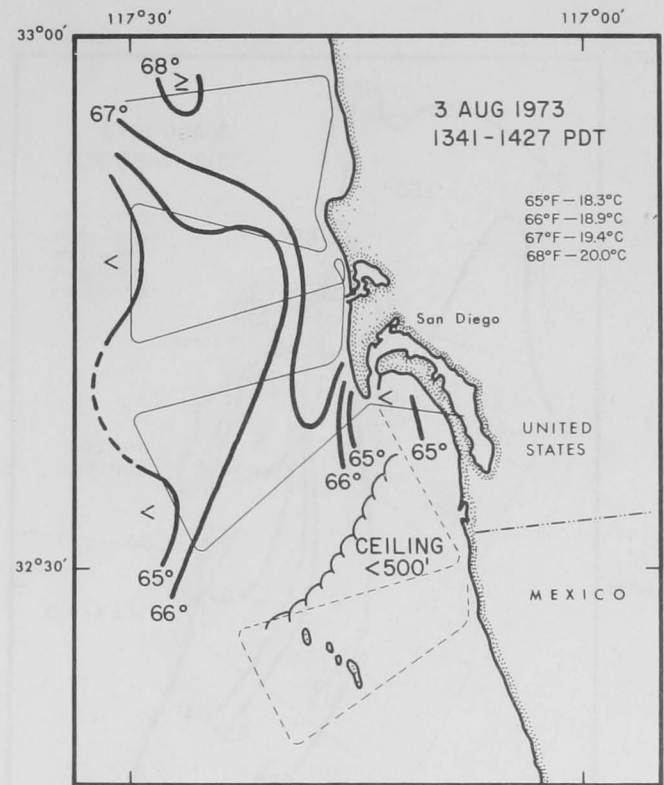 117°30'
117°00'
33°00'
68°
≥
67°
3 AUG 1973
1341-1427 PDT
65°F-18.3°C
66°F-18.9°C
67°F-19.4°C
68°F-20.0°C
<
San Diego
<
UNITED
STATES
65°
65°
66°
<
CEILING
<500'
32°30'
65°
66°
MEXICO